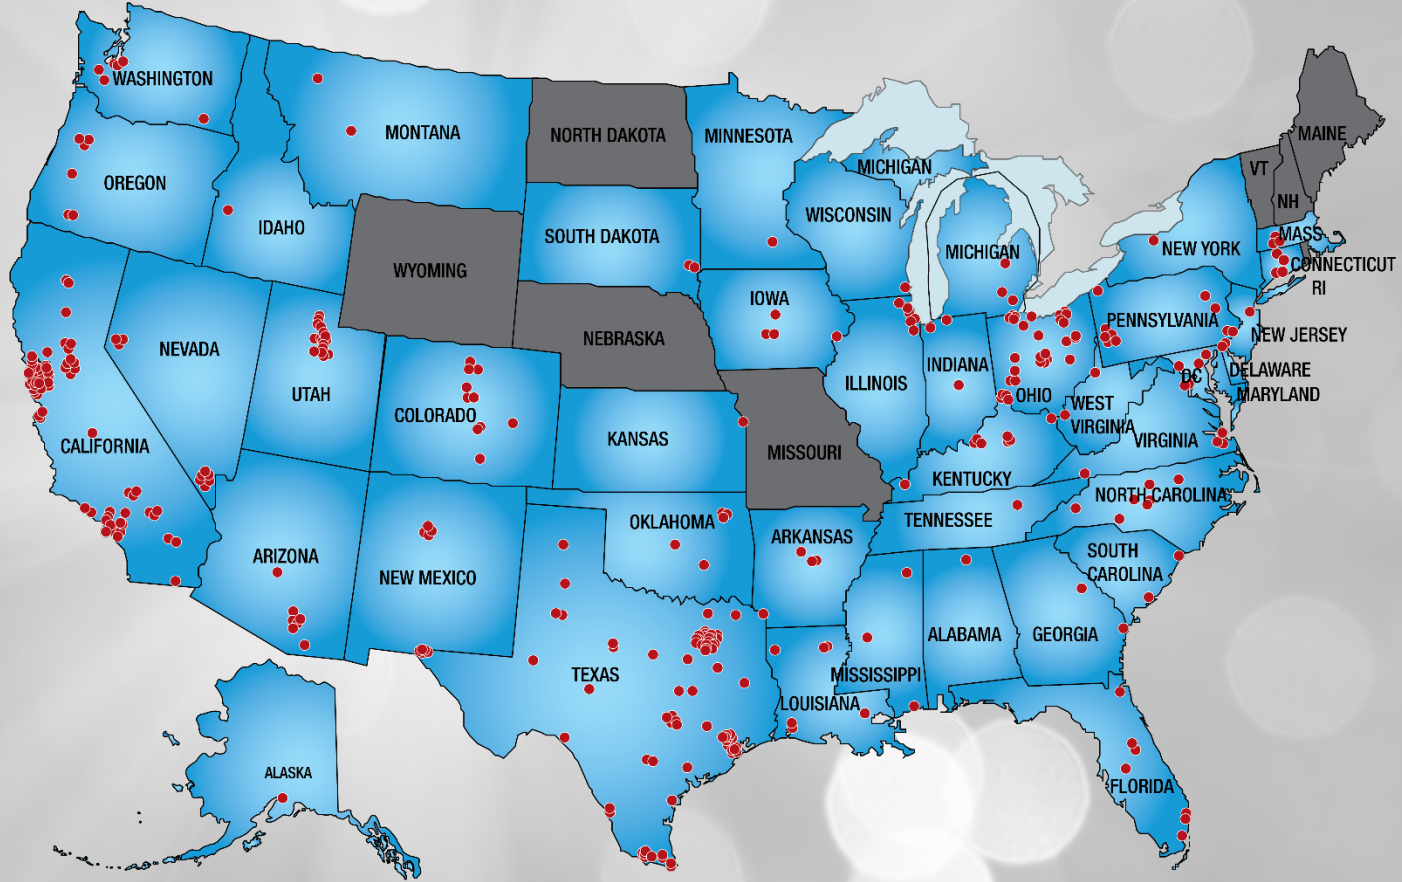 WASHINGTON
MONTANA
NORTH DAKOTA
MINNESOTA
MAINE
OREGON
IDAHO
SOUTH DAKOTA
WISCONSIN
MICHIGAN
MICHIGAN
VT
NH
NEW YORK
MASS
CONNECTICUT
RI
WYOMING
IOWA
NEBRASKA
PENNSYLVANIA
NEW JERSEY
NEVADA
UTAH
COLORADO
ILLINOIS
INDIANA
OHIO
DC
DELAWARE
MARYLAND
WEST
VIRGINIA
VIRGINIA
CALIFORNIA
KANSAS
MISSOURI
KENTUCKY
NORTH CAROLINA
TENNESSEE
ARIZONA
NEW MEXICO
OKLAHOMA
ARKANSAS
SOUTH
CAROLINA
TEXAS
LOUISIANA
MISSISSIPPI
ALABAMA
GEORGIA
ALASKA
FLORIDA